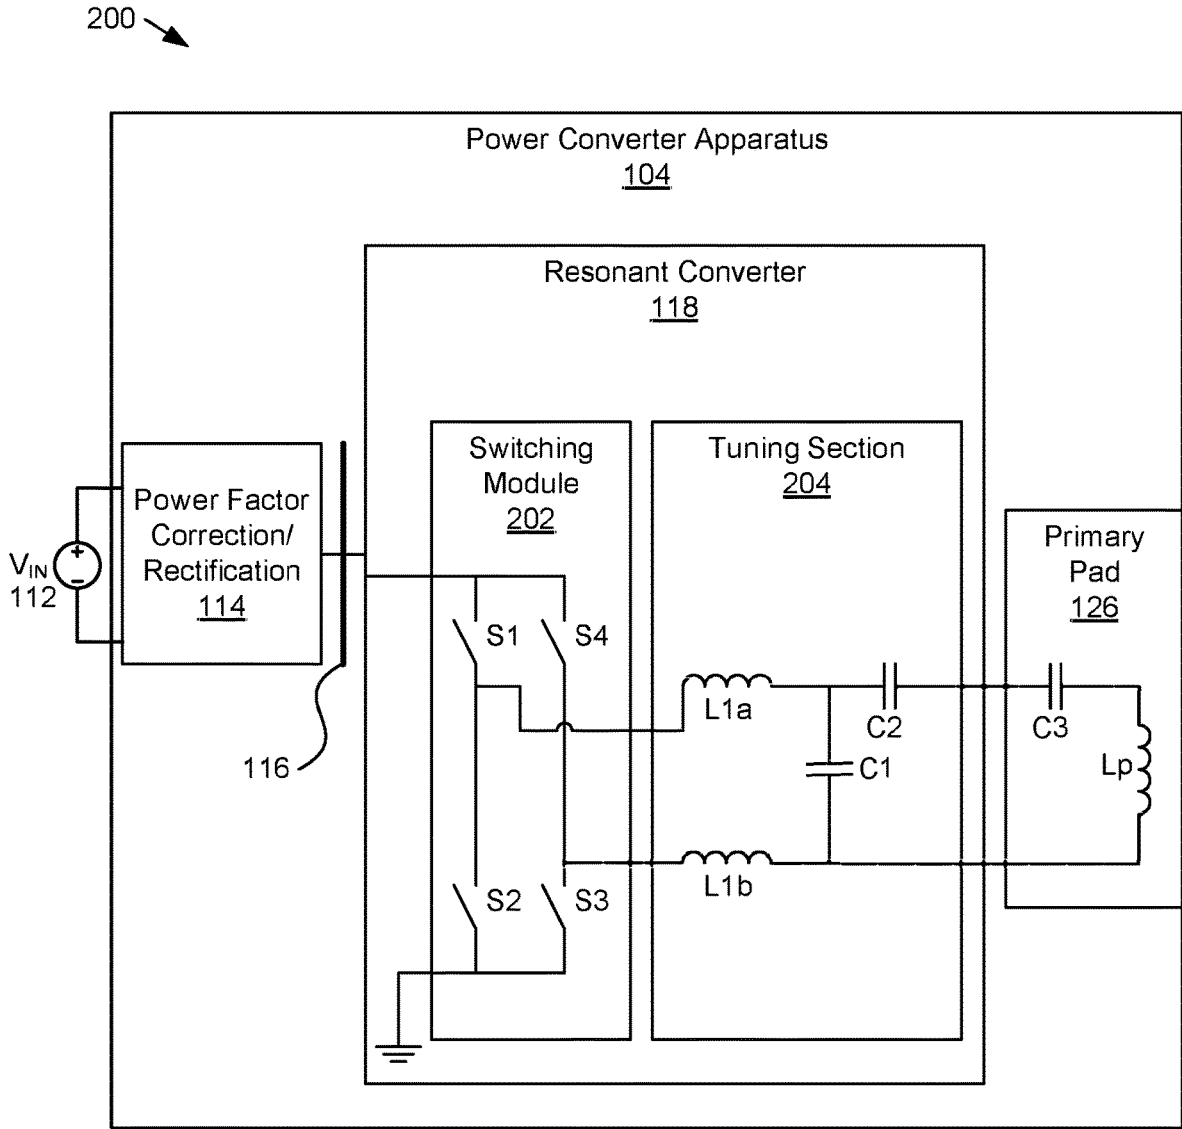 200
Power Converter Apparatus
104
Resonant Converter
118
Switching
Module
202
Tuning Section
204
Power Factor
Correction/
Rectification
114
VIN
112
+
−
Primary
Pad
126
S1
S4
L1a
C2
C3
116
C1
Lp
L1b
S2
S3